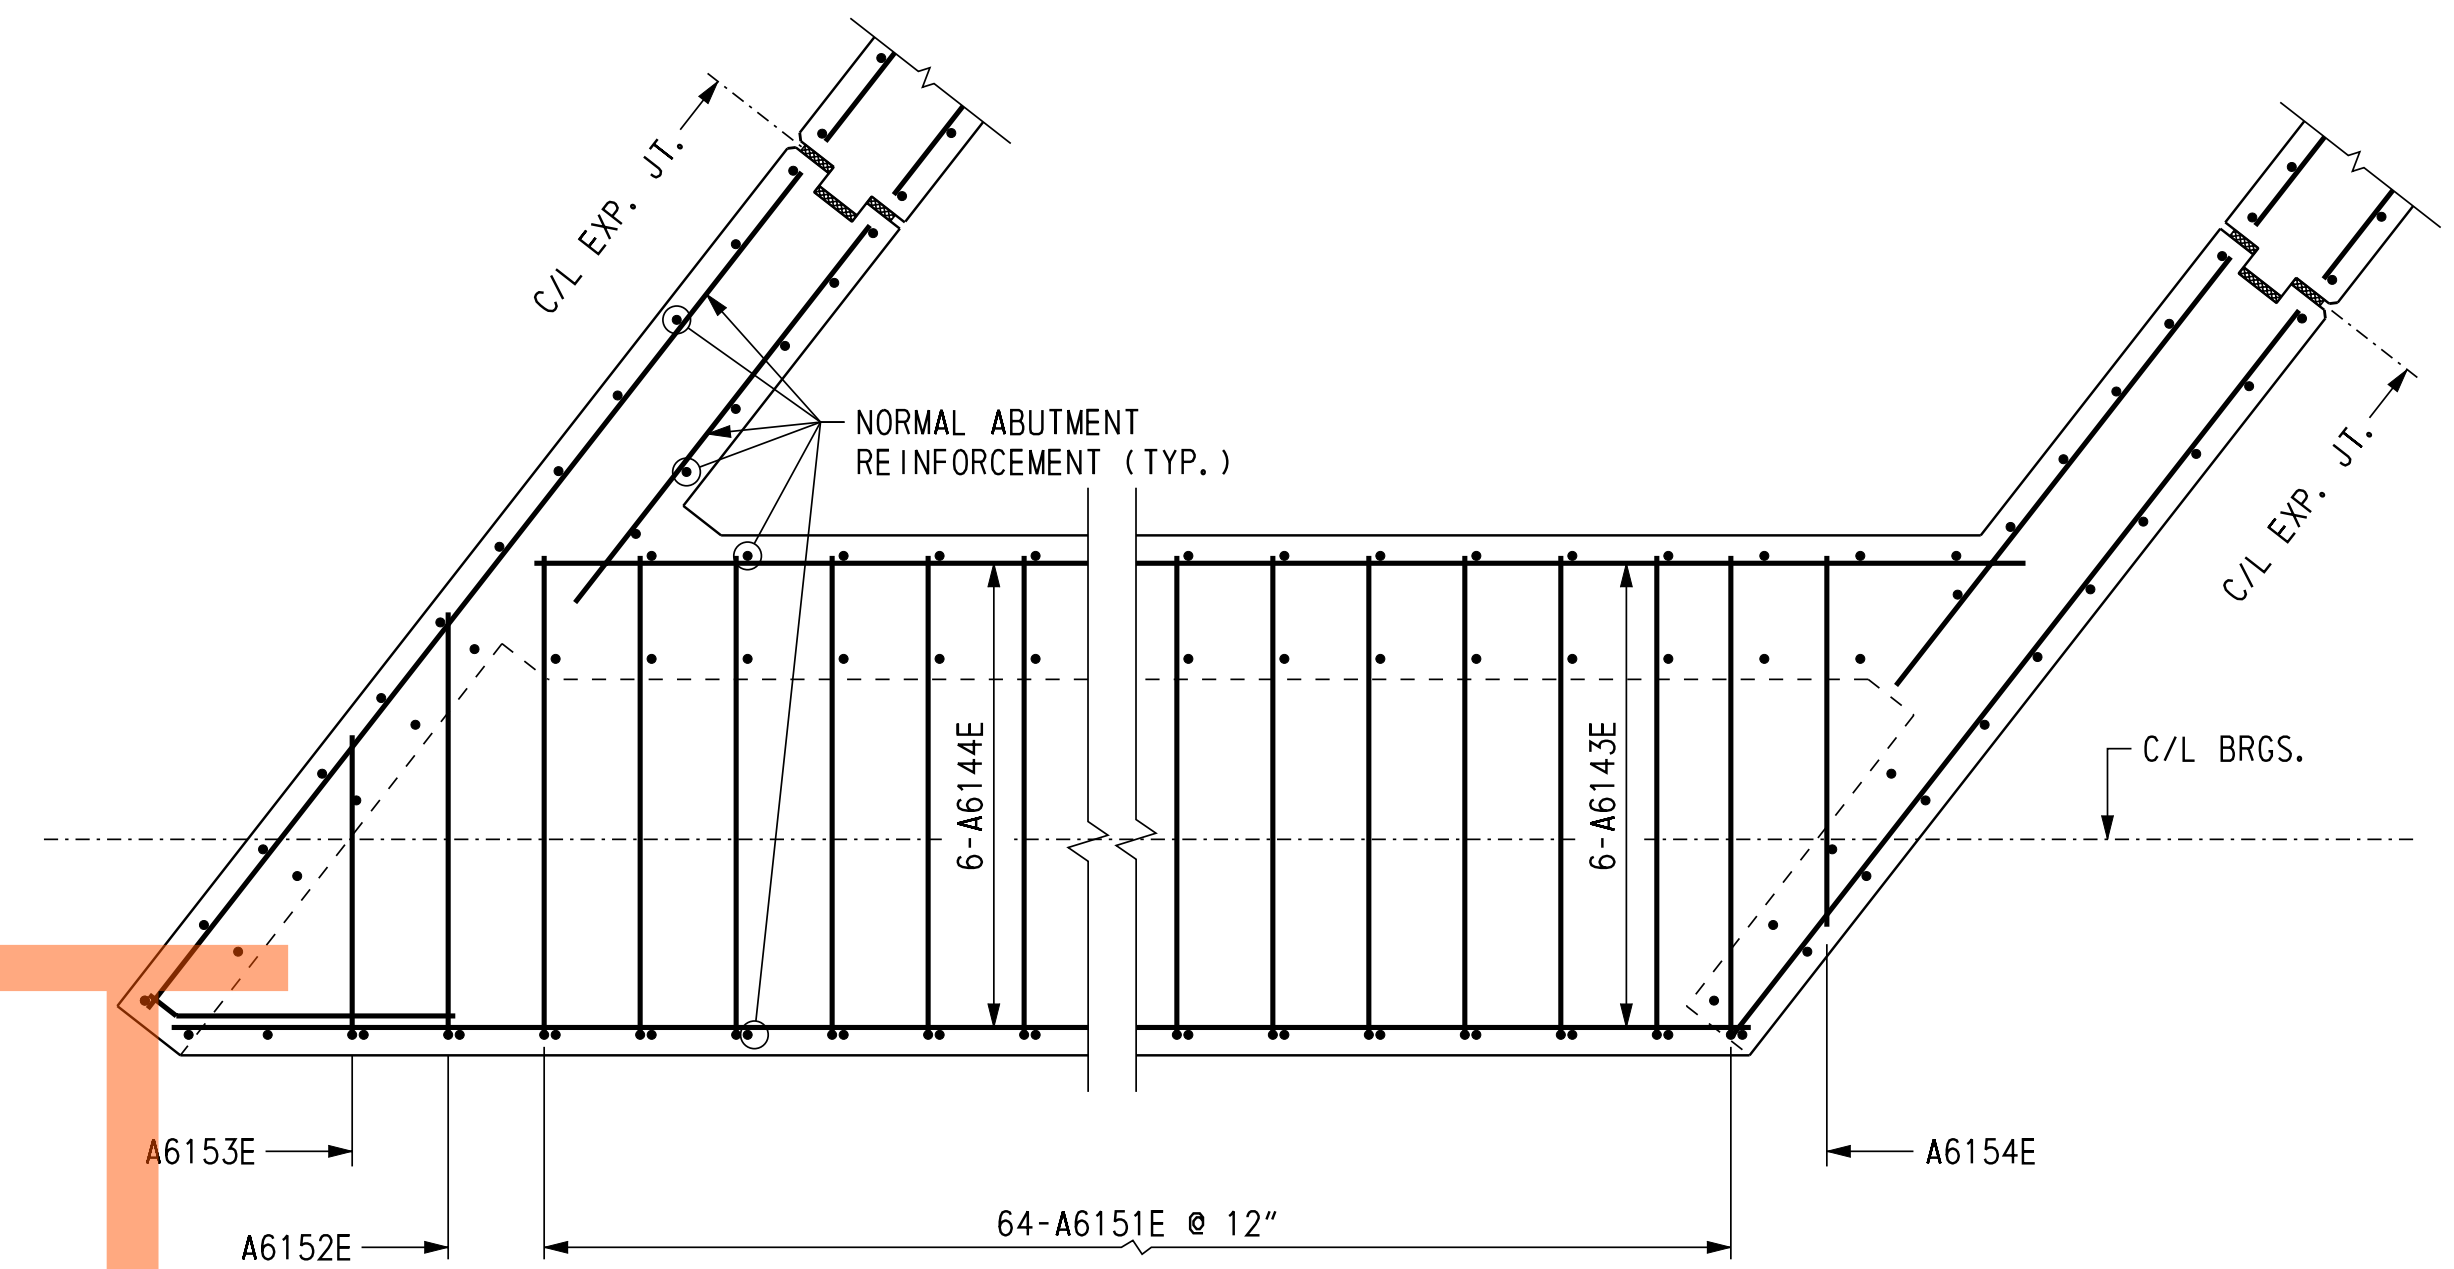 C/L EXP. JT.
NORMAL ABUTMENT
REINFORCEMENT (TYP.)
C/L EXP. JT.
6-A6144E
6-A6143E
C/L BRGS.
A6153E
A6154E
64-A6151E @ 12"
A6152E